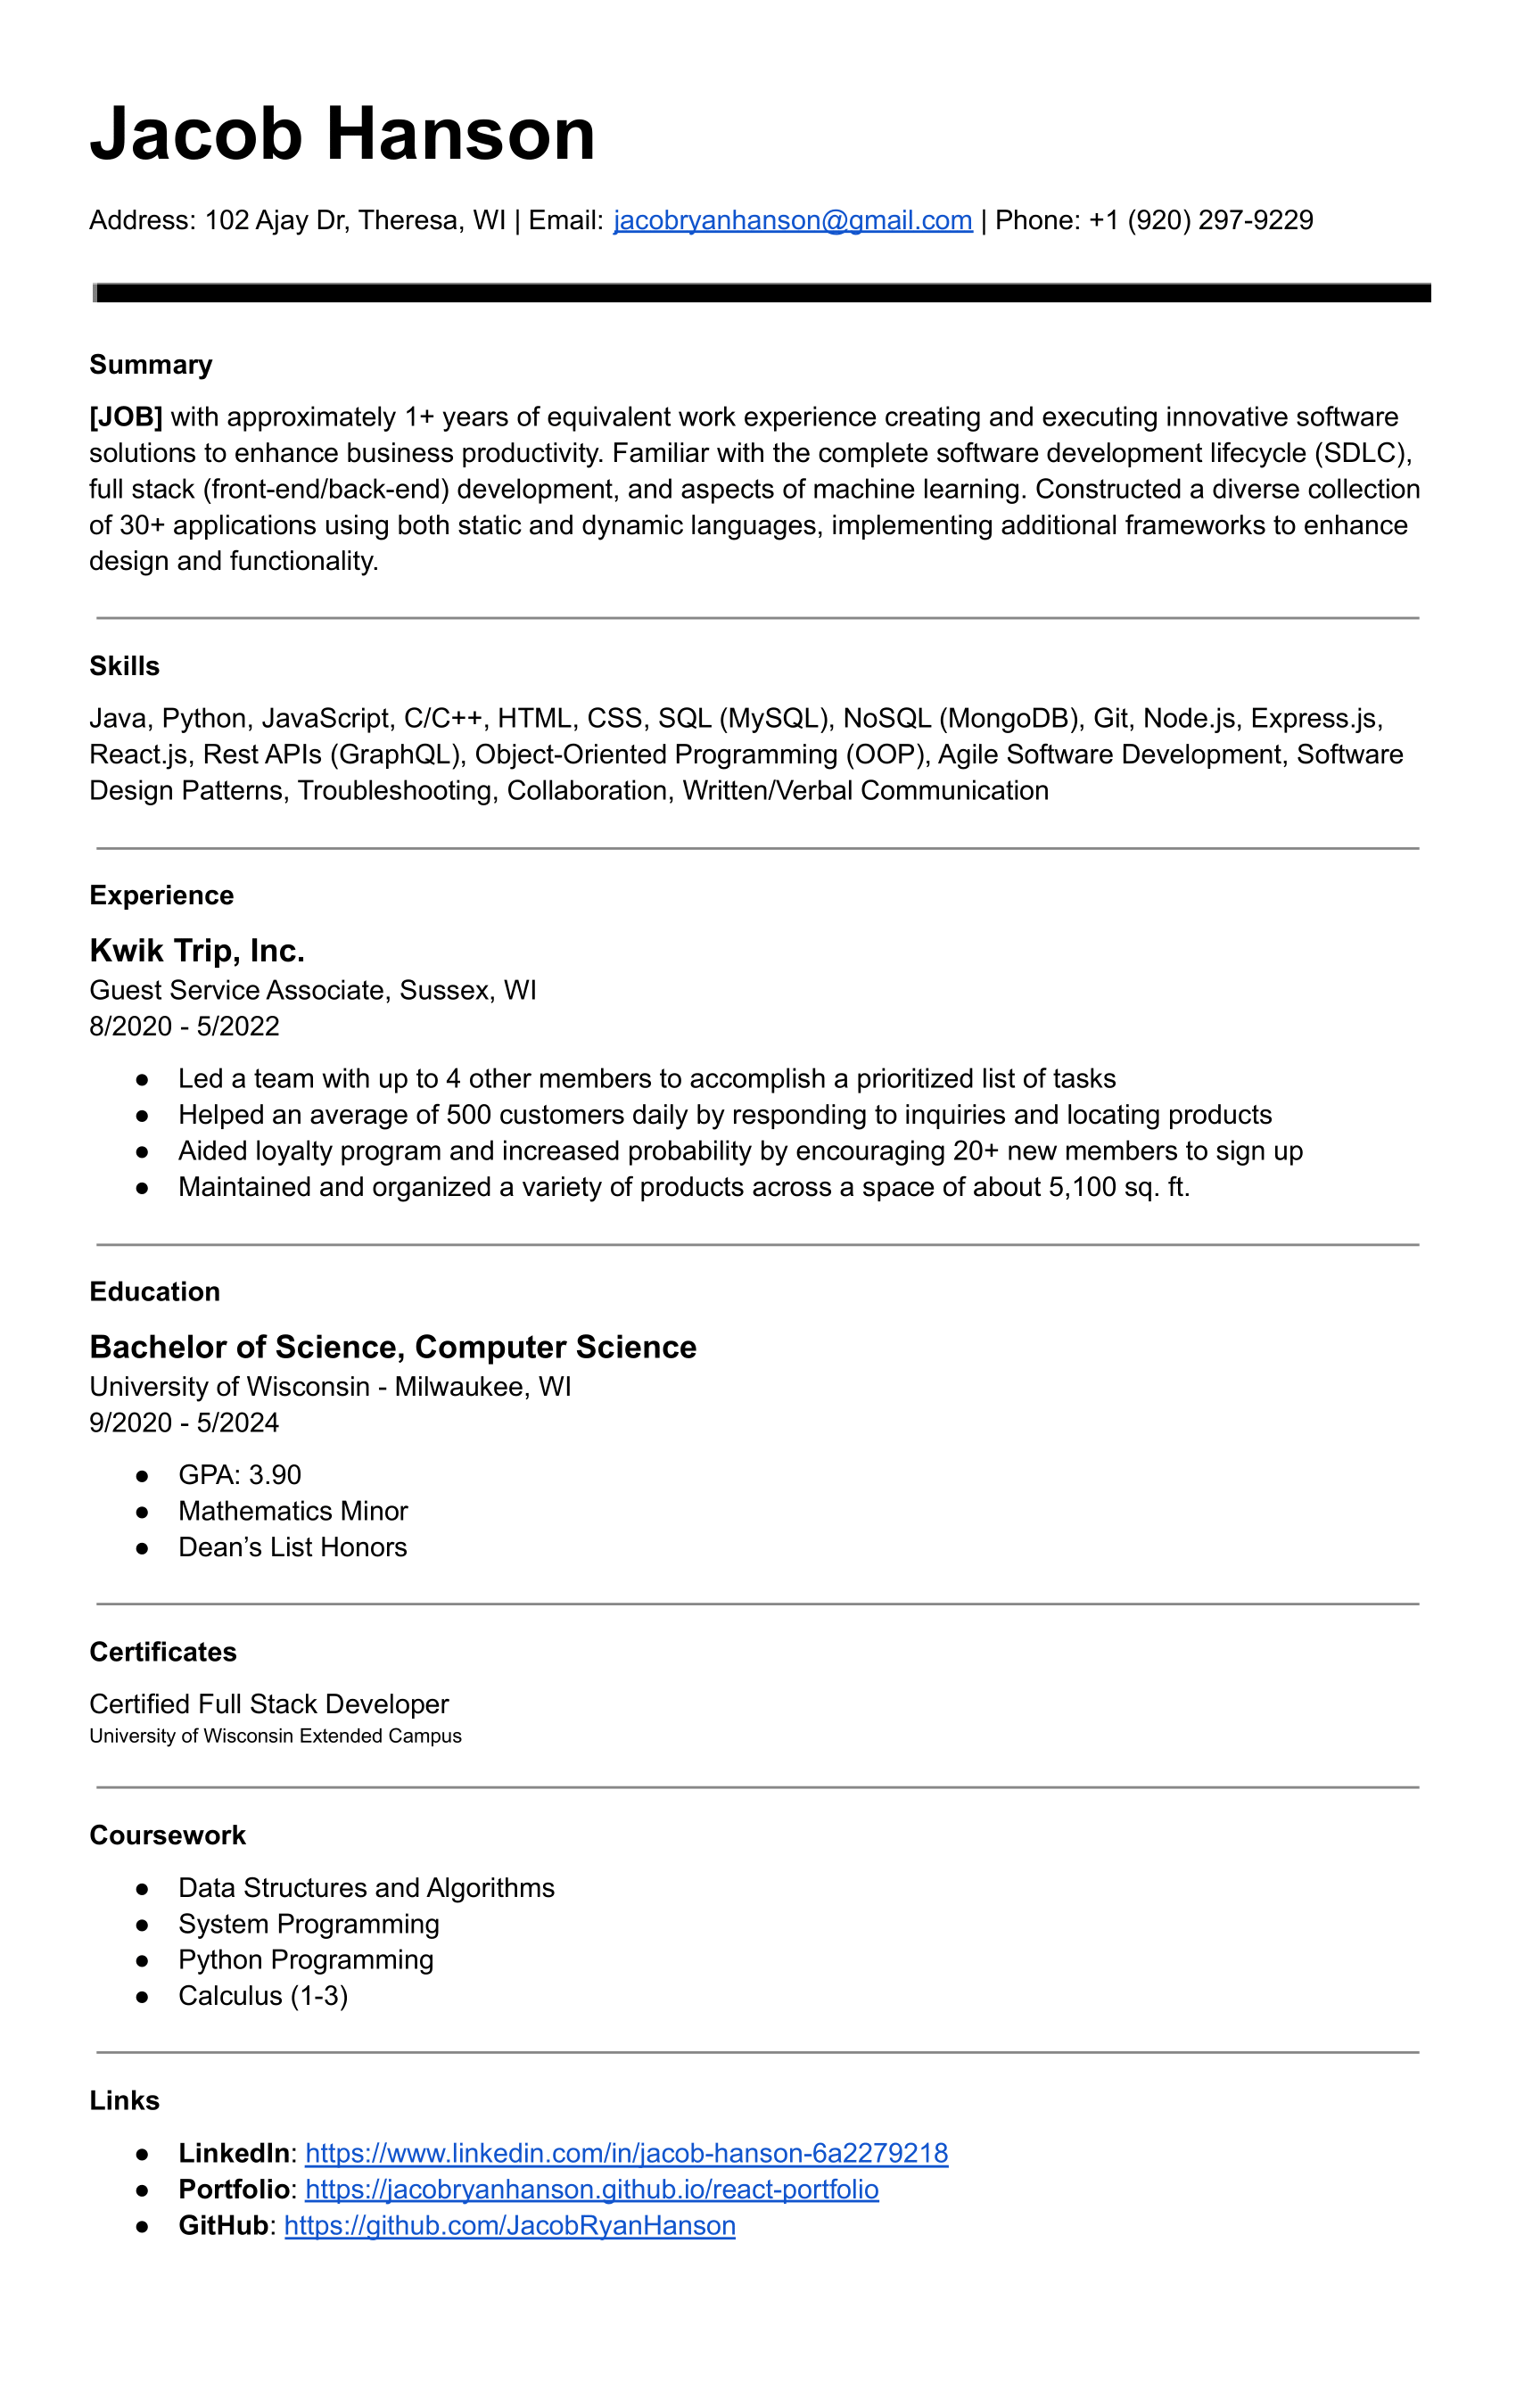 Jacob Hanson
Address: 102 Ajay Dr, Theresa, WI | Email: jacobryanhanson@gmail.com | Phone: +1 (920) 297-9229
Summary
[JOB] with approximately 1+ years of equivalent work experience creating and executing innovative software
solutions to enhance business productivity. Familiar with the complete software development lifecycle (SDLC),
full stack (front-end/back-end) development, and aspects of machine learning. Constructed a diverse collection
of 30+ applications using both static and dynamic languages, implementing additional frameworks to enhance
design and functionality.
Skills
Java, Python, JavaScript, C/C++, HTML, CSS, SQL (MySQL), NoSQL (MongoDB), Git, Node.js, Express.js,
React.js, Rest APIs (GraphQL), Object-Oriented Programming (OOP), Agile Software Development, Software
Design Patterns, Troubleshooting, Collaboration, Written/Verbal Communication
Experience
Kwik Trip, Inc.
Guest Service Associate, Sussex, WI
8/2020 - 5/2022
● Led a team with up to 4 other members to accomplish a prioritized list of tasks
● Helped an average of 500 customers daily by responding to inquiries and locating products
● Aided loyalty program and increased probability by encouraging 20+ new members to sign up
● Maintained and organized a variety of products across a space of about 5,100 sq. ft.
Education
Bachelor of Science, Computer Science
University of Wisconsin - Milwaukee, WI
9/2020 - 5/2024
● GPA: 3.90
● Mathematics Minor
● Dean’s List Honors
Certificates
Certified Full Stack Developer
University of Wisconsin Extended Campus
Coursework
● Data Structures and Algorithms
● System Programming
● Python Programming
● Calculus (1-3)
Links
● LinkedIn: https://www.linkedin.com/in/jacob-hanson-6a2279218
● Portfolio: https://jacobryanhanson.github.io/react-portfolio
● GitHub: https://github.com/JacobRyanHanson